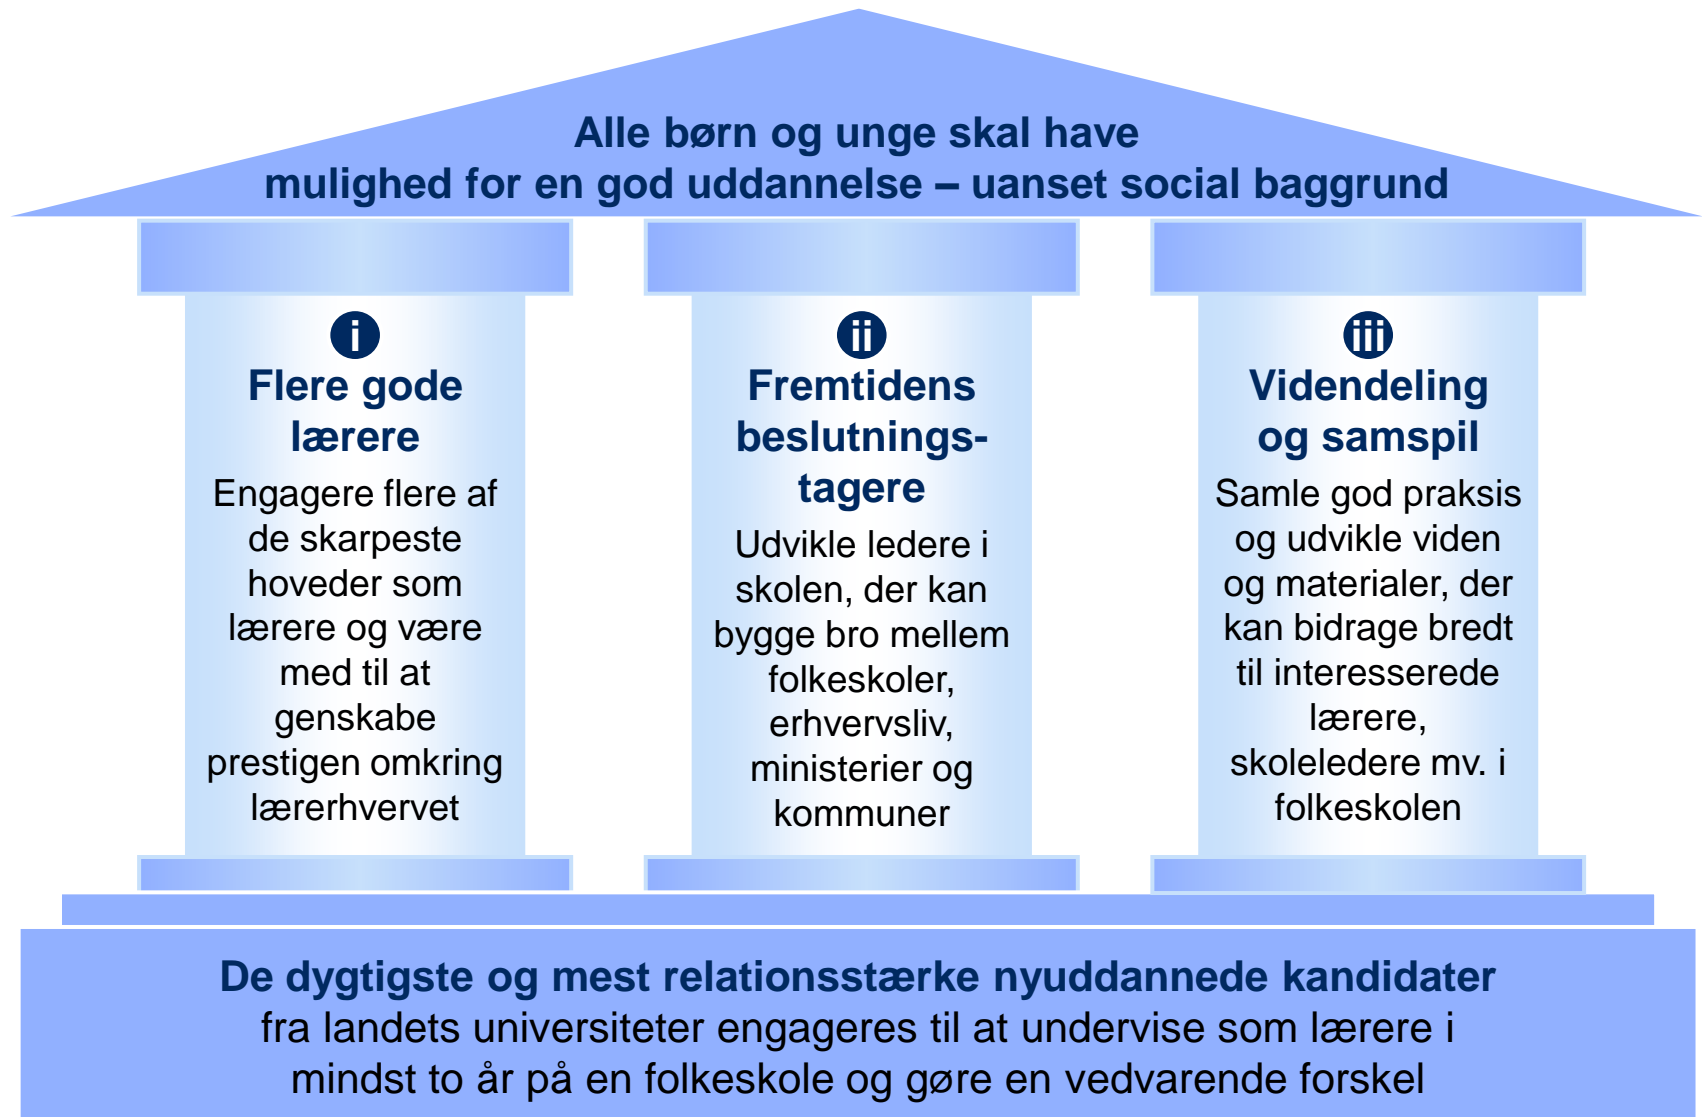 Alle børn og unge skal have
mulighed for en god uddannelse – uanset social baggrund
i
Flere gode
lærere
Engagere flere af
de skarpeste
hoveder som
lærere og være
med til at
genskabe
prestigen omkring
lærerhvervet
ii
Fremtidens
beslutnings-
tagere
Udvikle ledere i
skolen, der kan
bygge bro mellem
folkeskoler,
erhvervsliv,
ministerier og
kommuner
iii
Videndeling
og samspil
Samle god praksis
og udvikle viden
og materialer, der
kan bidrage bredt
til interesserede
lærere,
skoleledere mv. i
folkeskolen
De dygtigste og mest relationsstærke nyuddannede kandidater
fra landets universiteter engageres til at undervise som lærere i
mindst to år på en folkeskole og gøre en vedvarende forskel